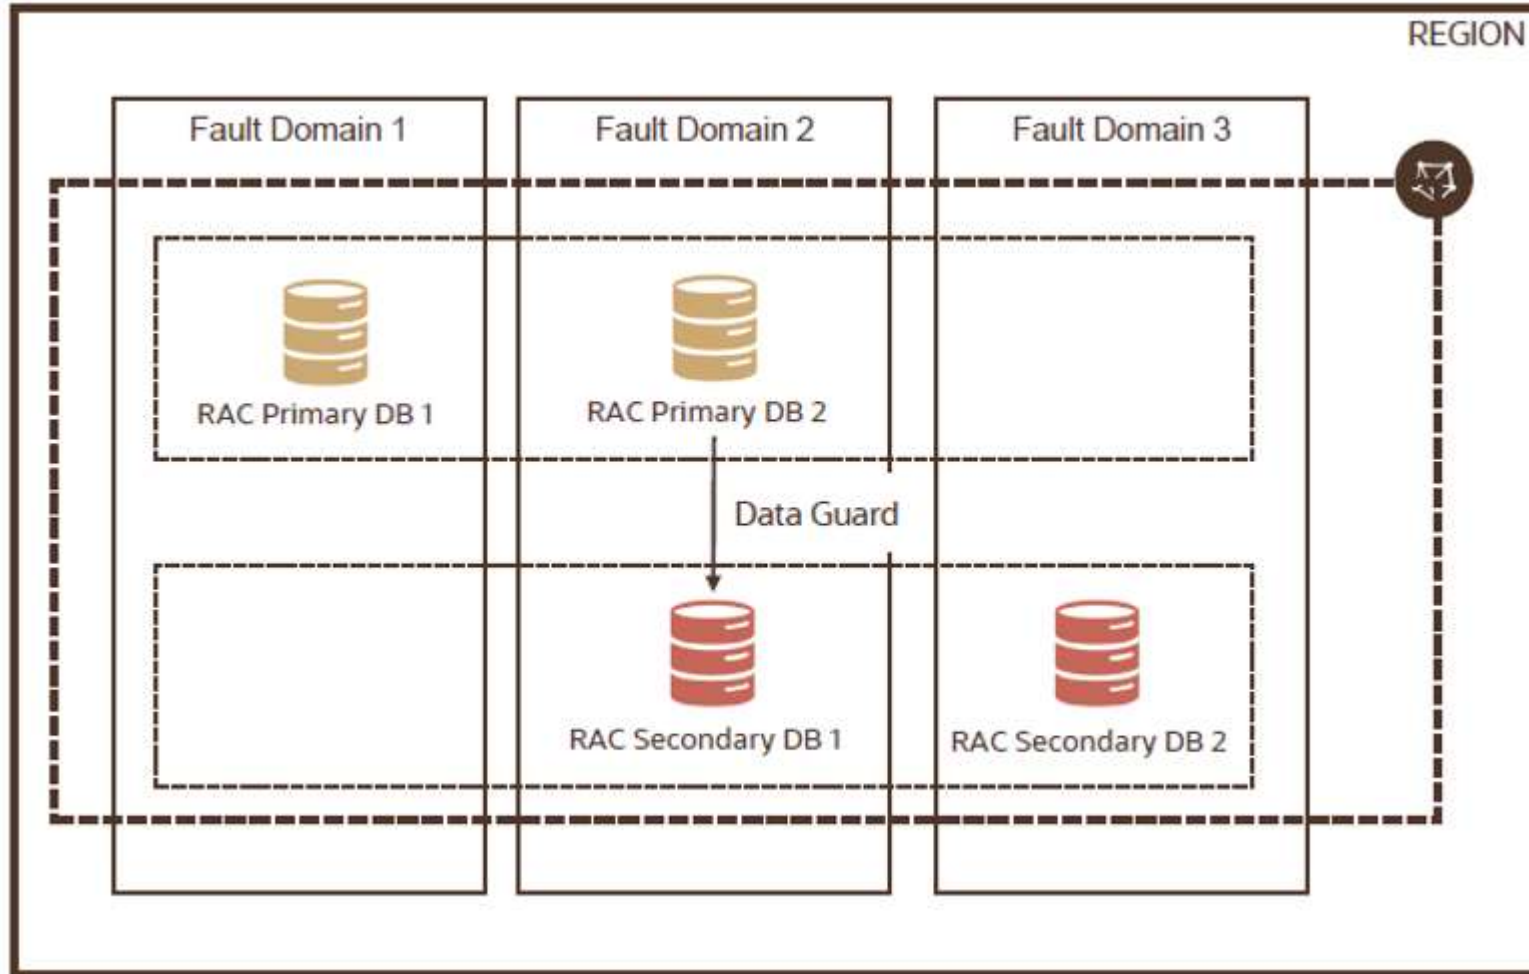 REGION
Fault Domain 1
Fault Domain 2
Fault Domain 3
RAC Primary DB 1
RAC Primary DB 2
Data Guard
RAC Secondary DB 1
RAC Secondary DB 2